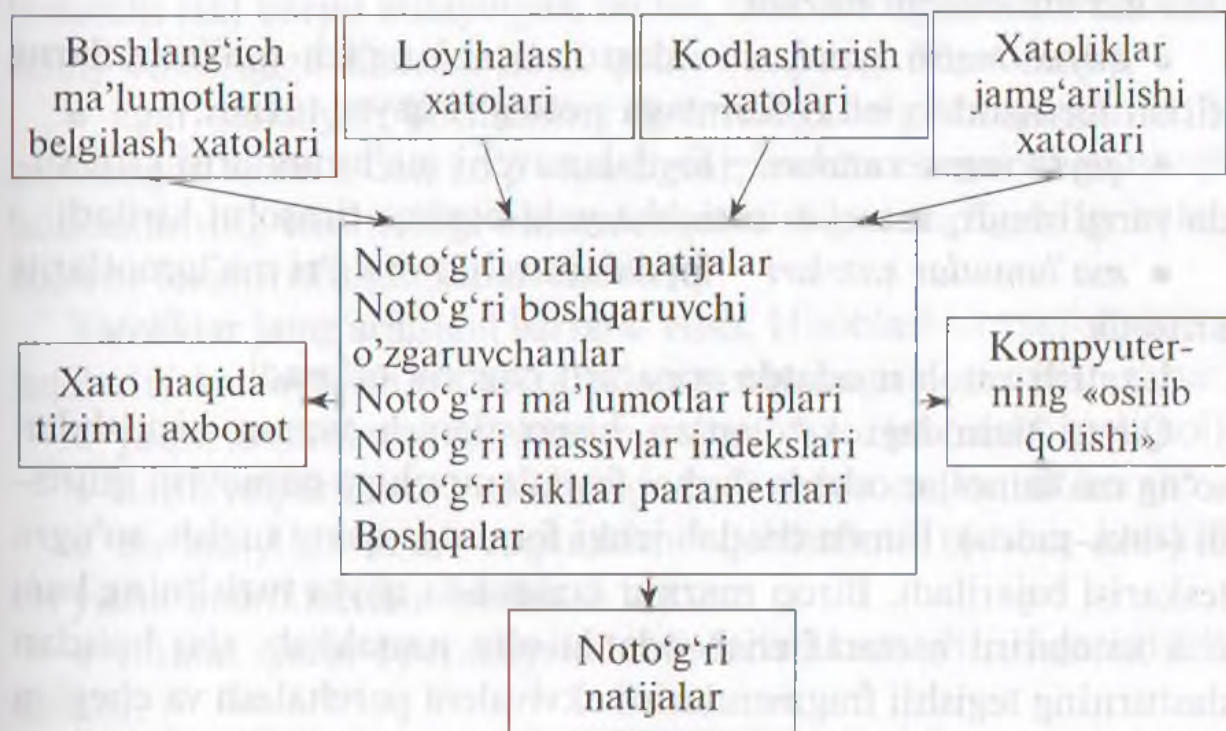 Boshlang‘ich
ma’lumotlarni
belgilash xatolari
Loyihalash
xatolari
Kodlashtirish
xatolari
Xatoliklar
jamg‘arilishi
xatolari
Noto‘g‘ri oraliq natijalar
Noto‘g‘ri boshqaruvchi
o’zgaruvchanlar
Noto‘g‘ri ma’lumotlar tiplari
Noto‘g‘ri massivlar indekslari
Noto‘g‘ri sikllar parametrlari
Boshqalar
Xato haqida
tizimli axborot
Kompyuter-
ning «osilib
qolishi»
Noto‘g‘ri
natijalar